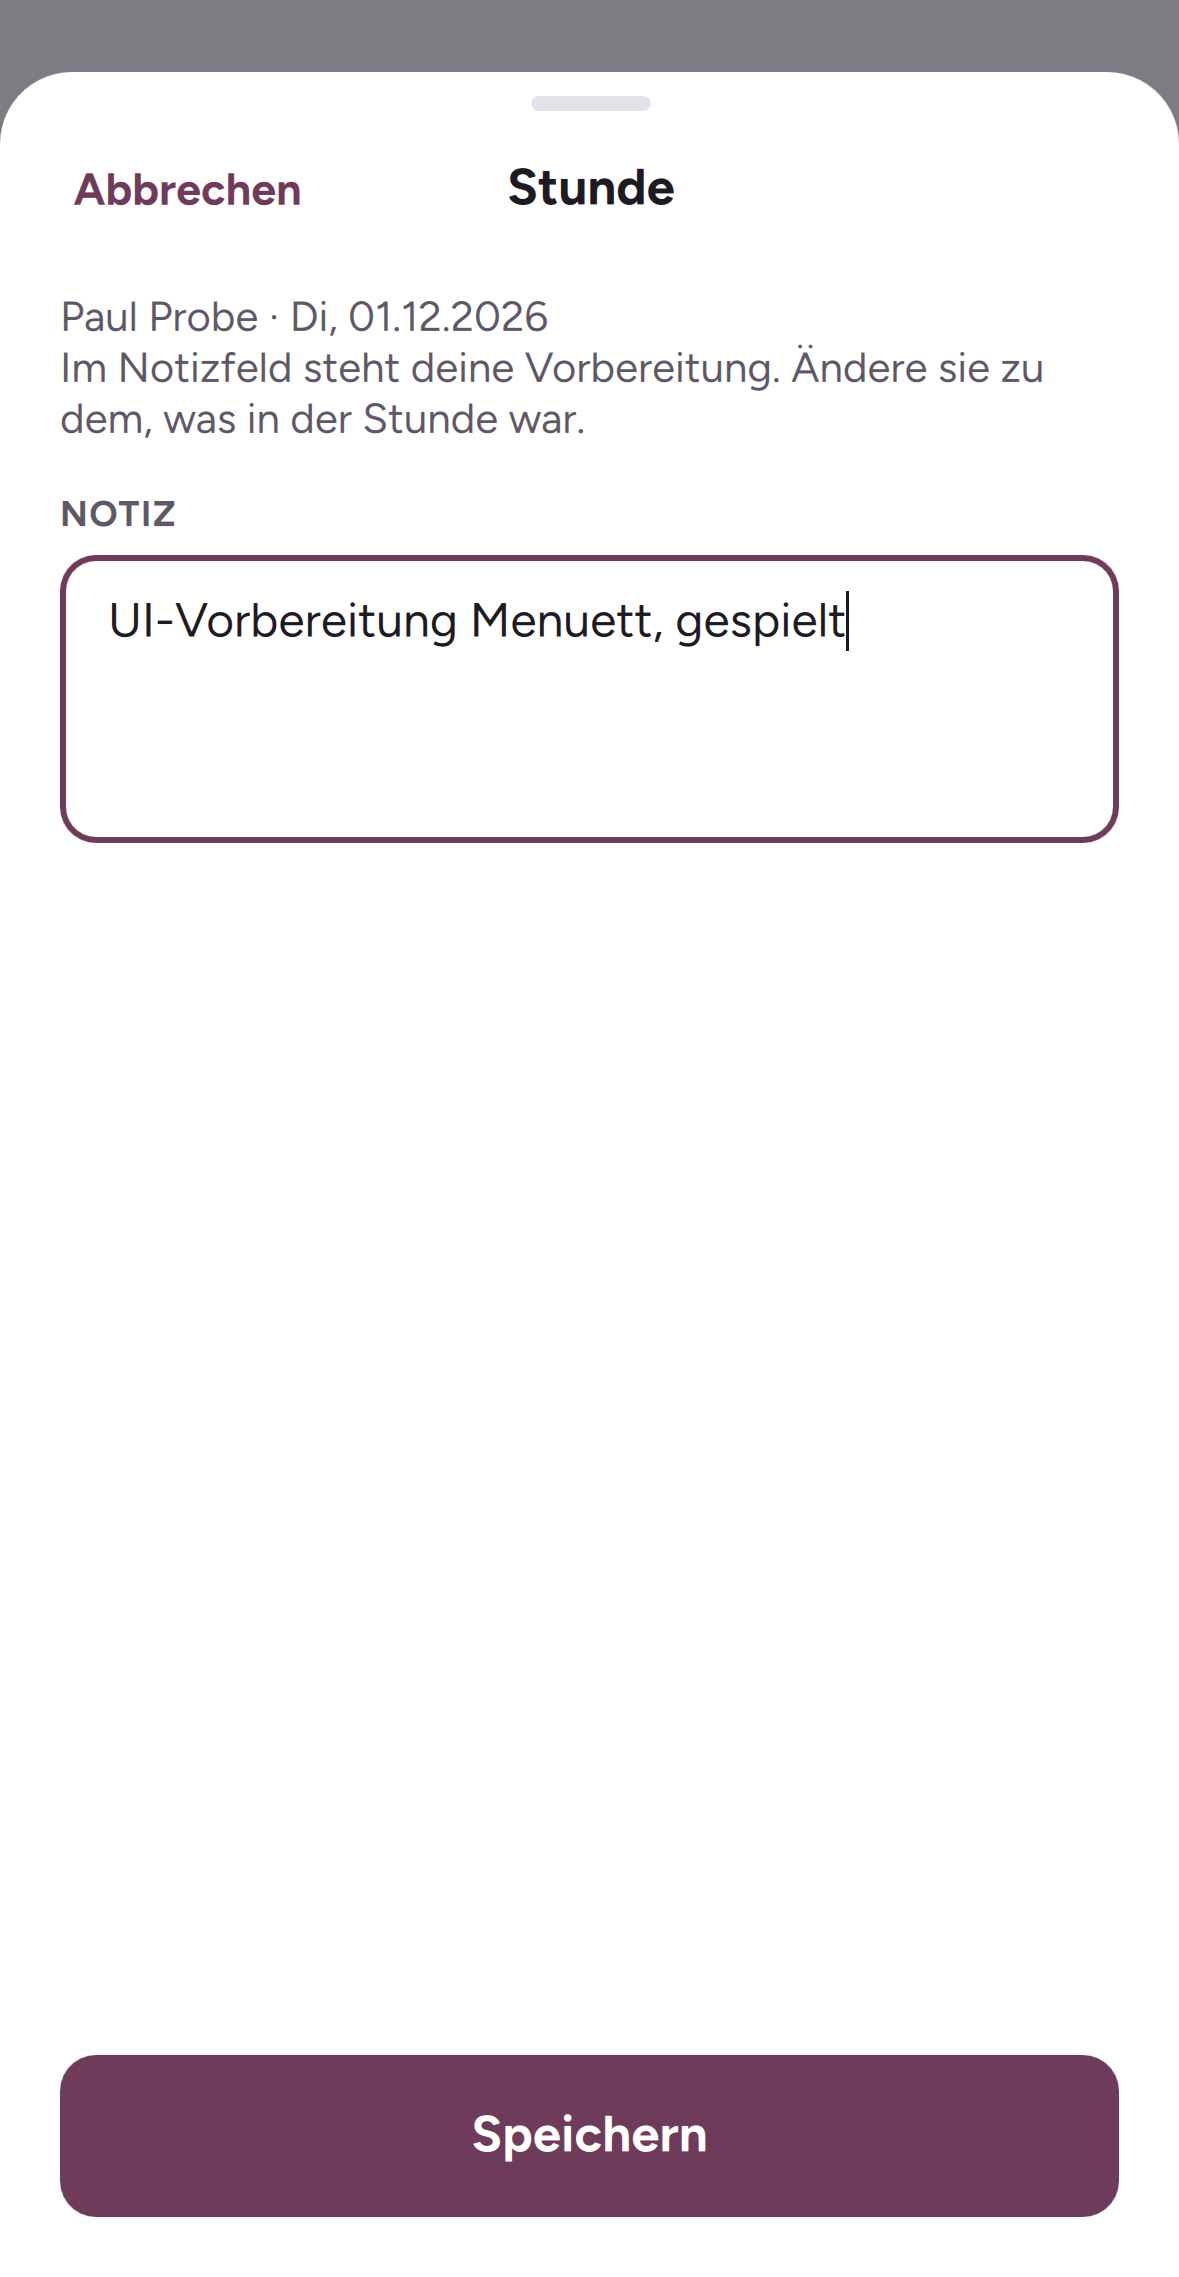 Abbrechen
Stunde
Paul Probe · Di, 01.12.2026
Im Notizfeld steht deine Vorbereitung. Ändere sie zu
dem, was in der Stunde war.
NOTIZ
UI-Vorbereitung Menuett, gespielt
Speichern